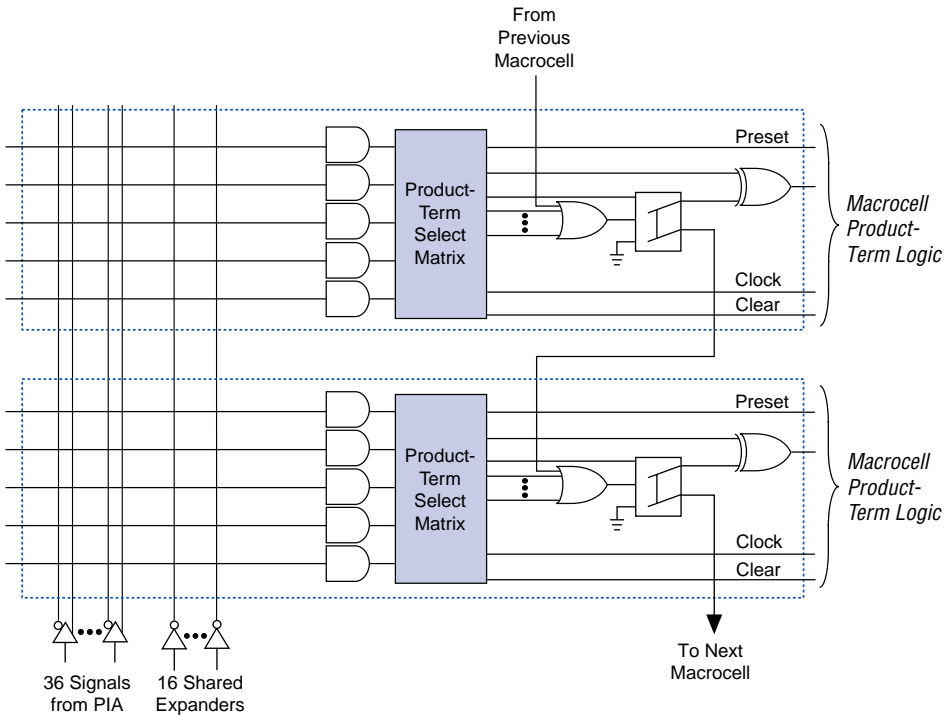 From
Previous
Macrocell
Preset
Product-
Term
Select
Matrix
Macrocell
Product-
Term Logic
Clock
Clear
Preset
Product-
Term
Select
Matrix
Macrocell
Product-
Term Logic
Clock
Clear
To Next
Macrocell
36 Signals
from PIA
16 Shared
Expanders